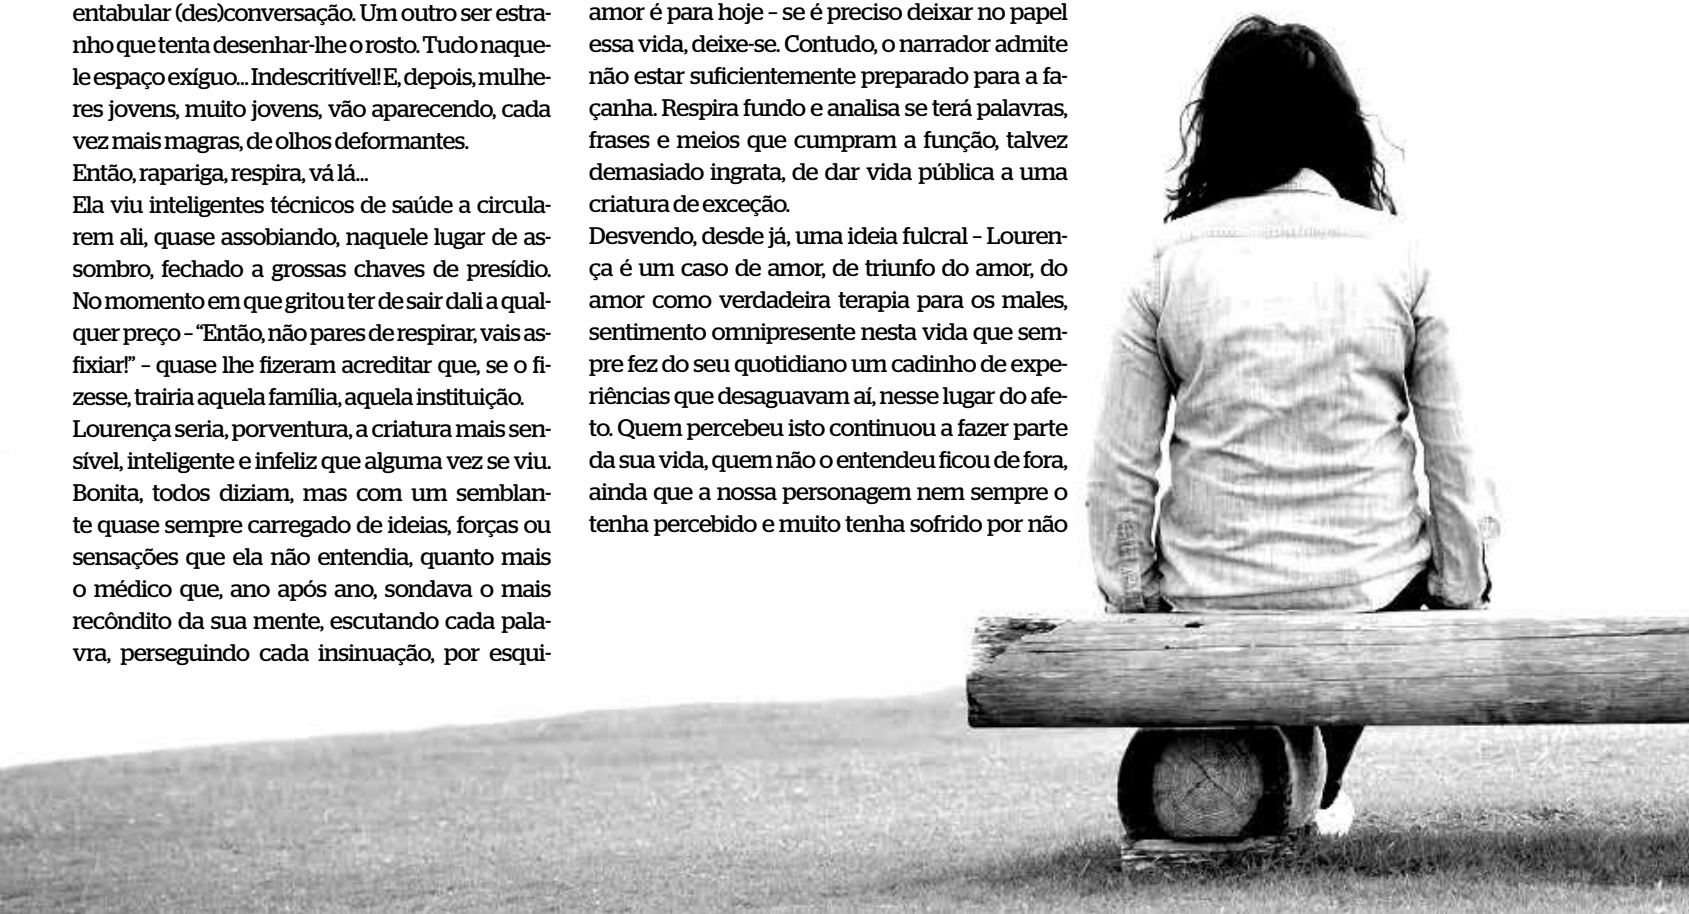 entabular (des)conversação. Um outro ser estra-
nho que tenta desenhar-lhe o rosto. Tudo naque-
le espaço exíguo... Indescritível! E, depois, mulhe-
res jovens, muito jovens, vão aparecendo, cada
vez mais magras, de olhos deformantes.
Então, rapariga, respira, vá lá...
Ela viu inteligentes técnicos de saúde a circula-
rem ali, quase assobiando, naquele lugar de as-
sombro, fechado a grossas chaves de presídio.
No momento em que gritou ter de sair dali a qual-
quer preço – “Então, não pares de respirar, vais as-
fixiar!” – quase lhe fizeram acreditar que, se o fi-
zesse, trairia aquela família, aquela instituição.
Lourença seria, porventura, a criatura mais sen-
sível, inteligente e infeliz que alguma vez se viu.
Bonita, todos diziam, mas com um semblan-
te quase sempre carregado de ideias, forças ou
sensações que ela não entendia, quanto mais
o médico que, ano após ano, sondava o mais
recôndito da sua mente, escutando cada pala-
vra, perseguindo cada insinuação, por esqui-
amor é para hoje – se é preciso deixar no papel
essa vida, deixe-se. Contudo, o narrador admite
não estar suficientemente preparado para a fa-
çanha. Respira fundo e analisa se terá palavras,
frases e meios que cumpram a função, talvez
demasiado ingrata, de dar vida pública a uma
criatura de exceção.
Desvendo, desde já, uma ideia fulcral – Louren-
ça é um caso de amor, de triunfo do amor, do
amor como verdadeira terapia para os males,
sentimento omnipresente nesta vida que sem-
pre fez do seu quotidiano um cadinho de expe-
riências que desaguavam aí, nesse lugar do afe-
to. Quem percebeu isto continuou a fazer parte
da sua vida, quem não o entendeu ficou de fora,
ainda que a nossa personagem nem sempre o
tenha percebido e muito tenha sofrido por não